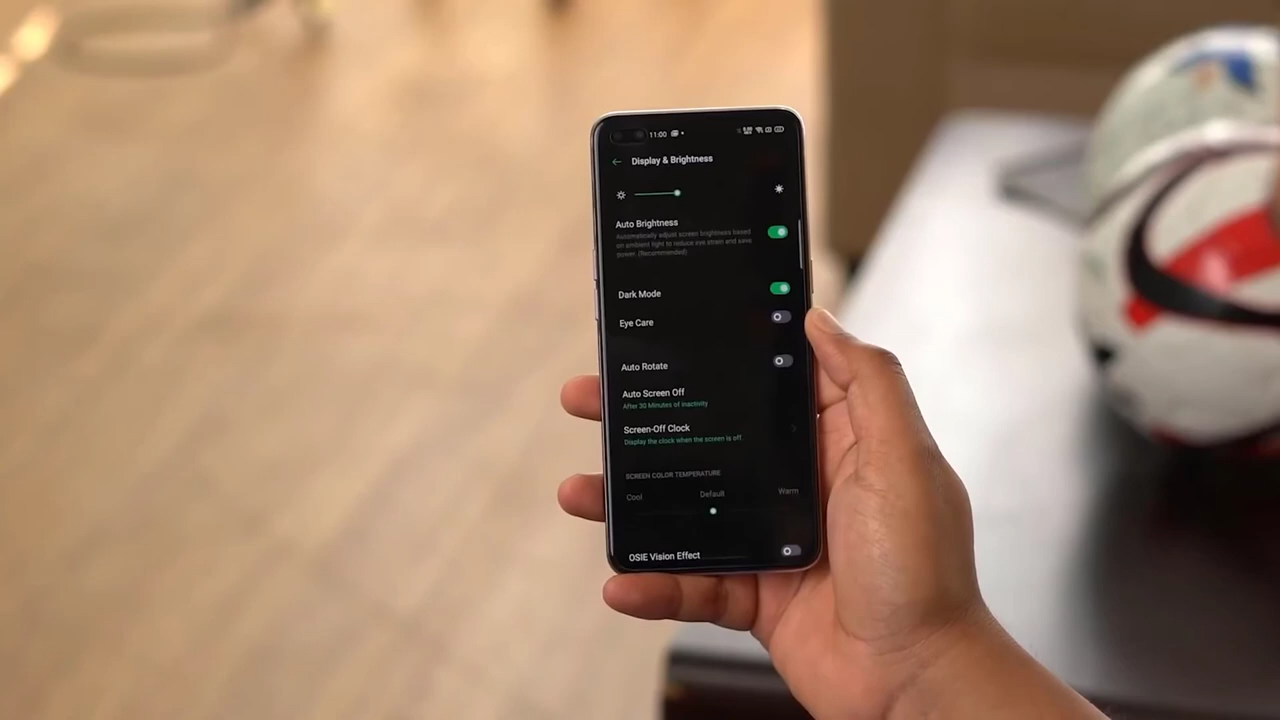 11:00
Display & Brightness
Auto Brightness
Automatically adjust screen brightness based
on ambient light to reduce eye strain and save
power. (Recommended)
Dark Mode
Eye Care
Auto Rotate
Auto Screen Off
After 30 Minutes of Inactivity
Screen-Off Clock
Display the clock when the screen is off
SCREEN COLOR TEMPERATURE
Cool Default Warm
OSIE Vision Effect